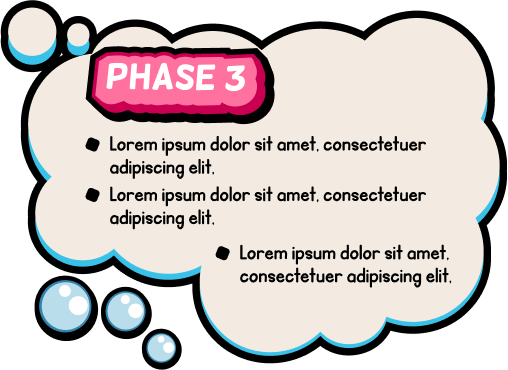 PHASE 3
Lorem ipsum dolor sit amet, consectetuer
adipiscing elit,
Lorem ipsum dolor sit amet, consectetuer
adipiscing elit,
Lorem ipsum dolor sit amet,
consectetuer adipiscing elit,